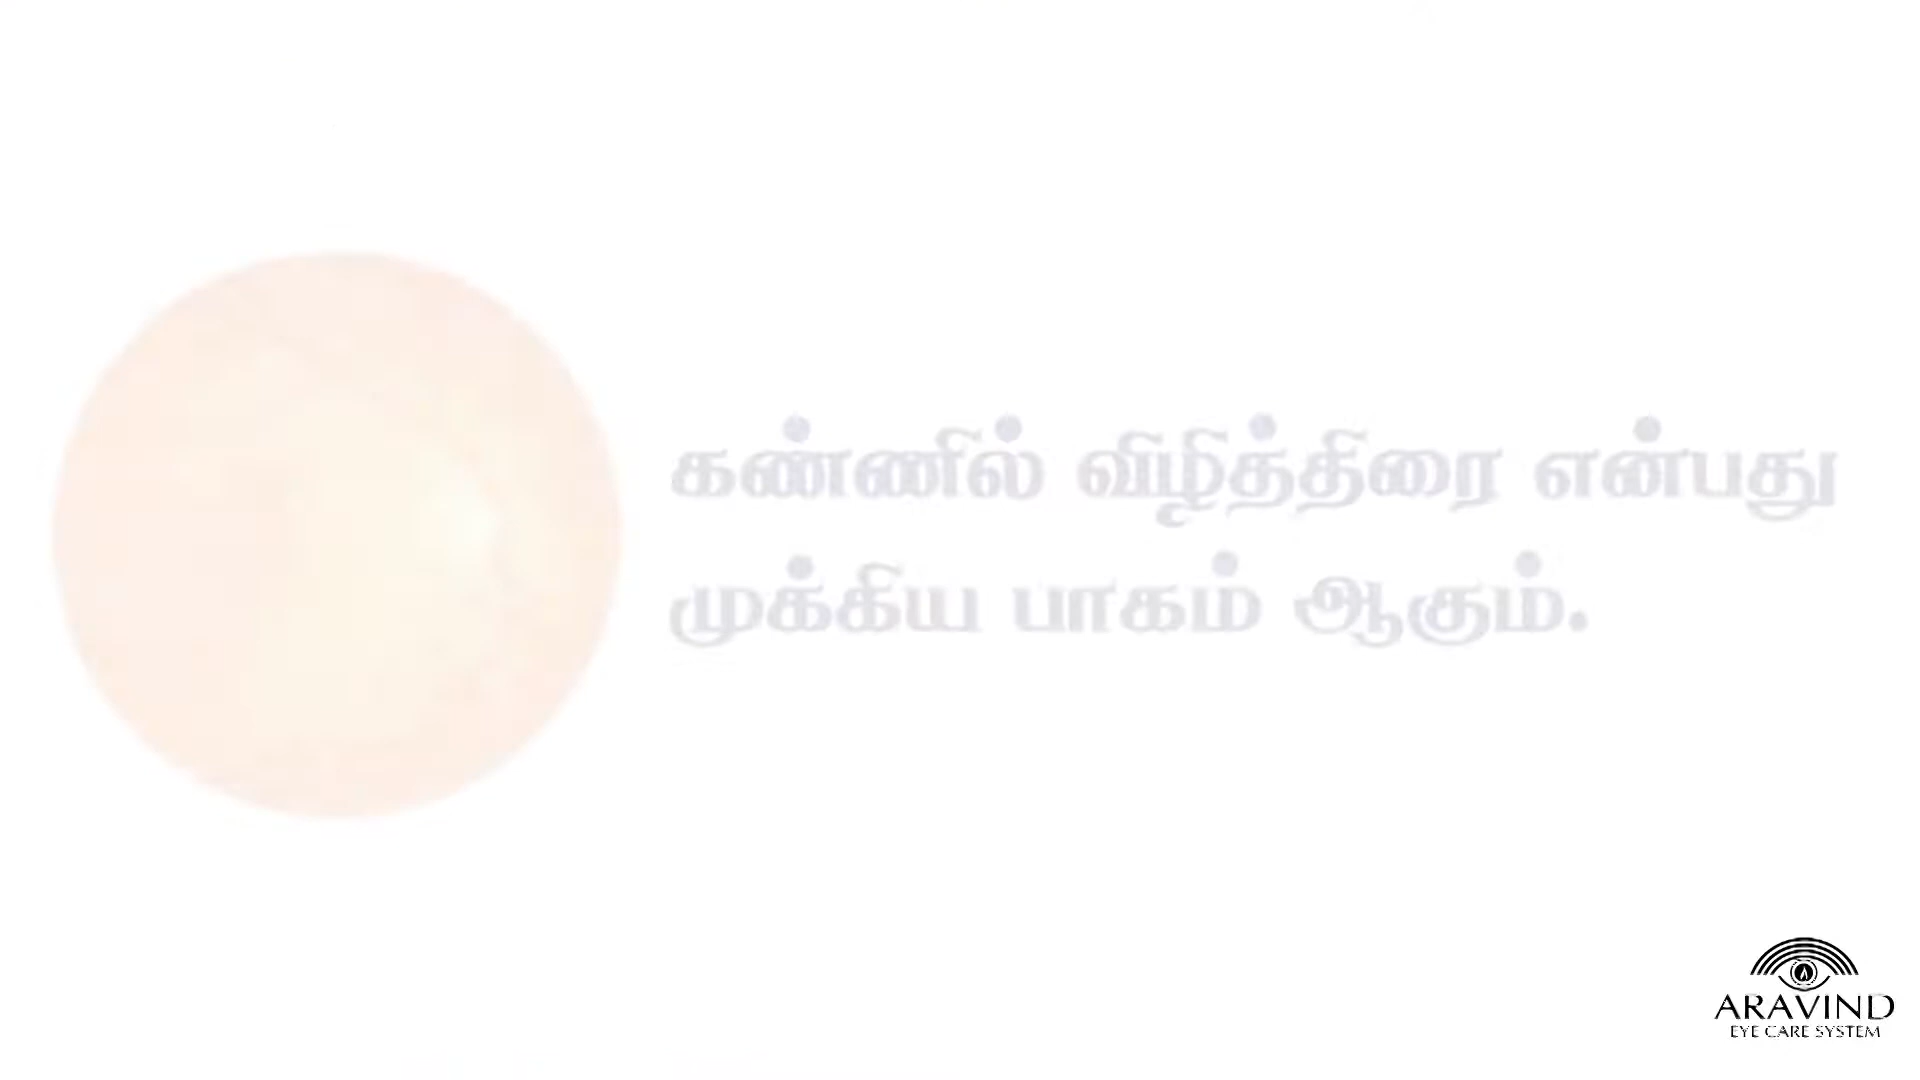 கண்ணில் விழித்திரை என்பது
முக்கிய பாகம் ஆகும்.
ARAVIND
EYE CARE SYSTEM